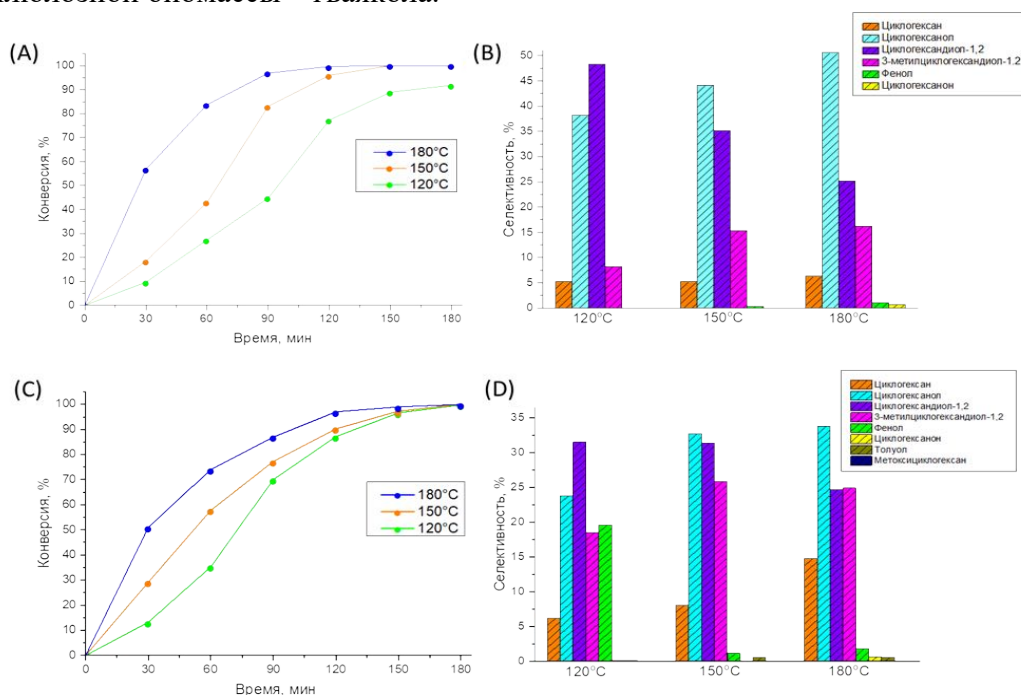 биомассы – гваякола.
(A)
100
90
80
70
60
50
40
30
20
10
0
Конверсия, %
180°C
150°C
120°C
0 30 60 90 120 150 180
Время, мин
(B)
Циклогексан
Циклогексанол
Циклогександиол-1,2
3-метилциклогександиол-1.2
Фенол
Циклогексанон
50
45
40
35
30
25
20
15
10
5
0
Селективность, %
120°C 150°C 180°C
(C)
100
90
80
70
60
50
40
30
20
10
0
Конверсия, %
180°C
150°C
120°C
0 30 60 90 120 150 180
Время, мин
(D)
Циклогексан
Циклогексанол
Циклогександиол-1,2
3-метилциклогександиол-1,2
Фенол
Циклогексанон
Толуол
Метоксициклогексан
35
30
25
20
15
10
5
0
Селективность, %
120°C 150°C 180°C